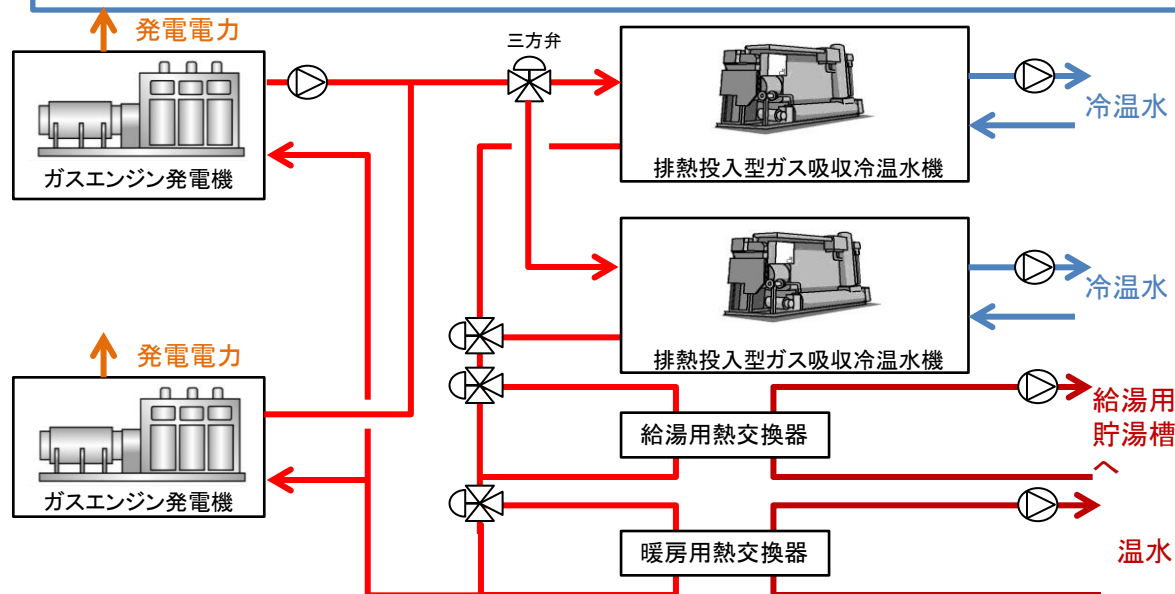 発電電力
三方弁
ガスエンジン発電機
排熱投入型ガス吸収冷温水機
冷温水
発電電力
ガスエンジン発電機
排熱投入型ガス吸収冷温水機
冷温水
給湯用熱交換器
給湯用
貯湯槽
へ
暖房用熱交換器
温水